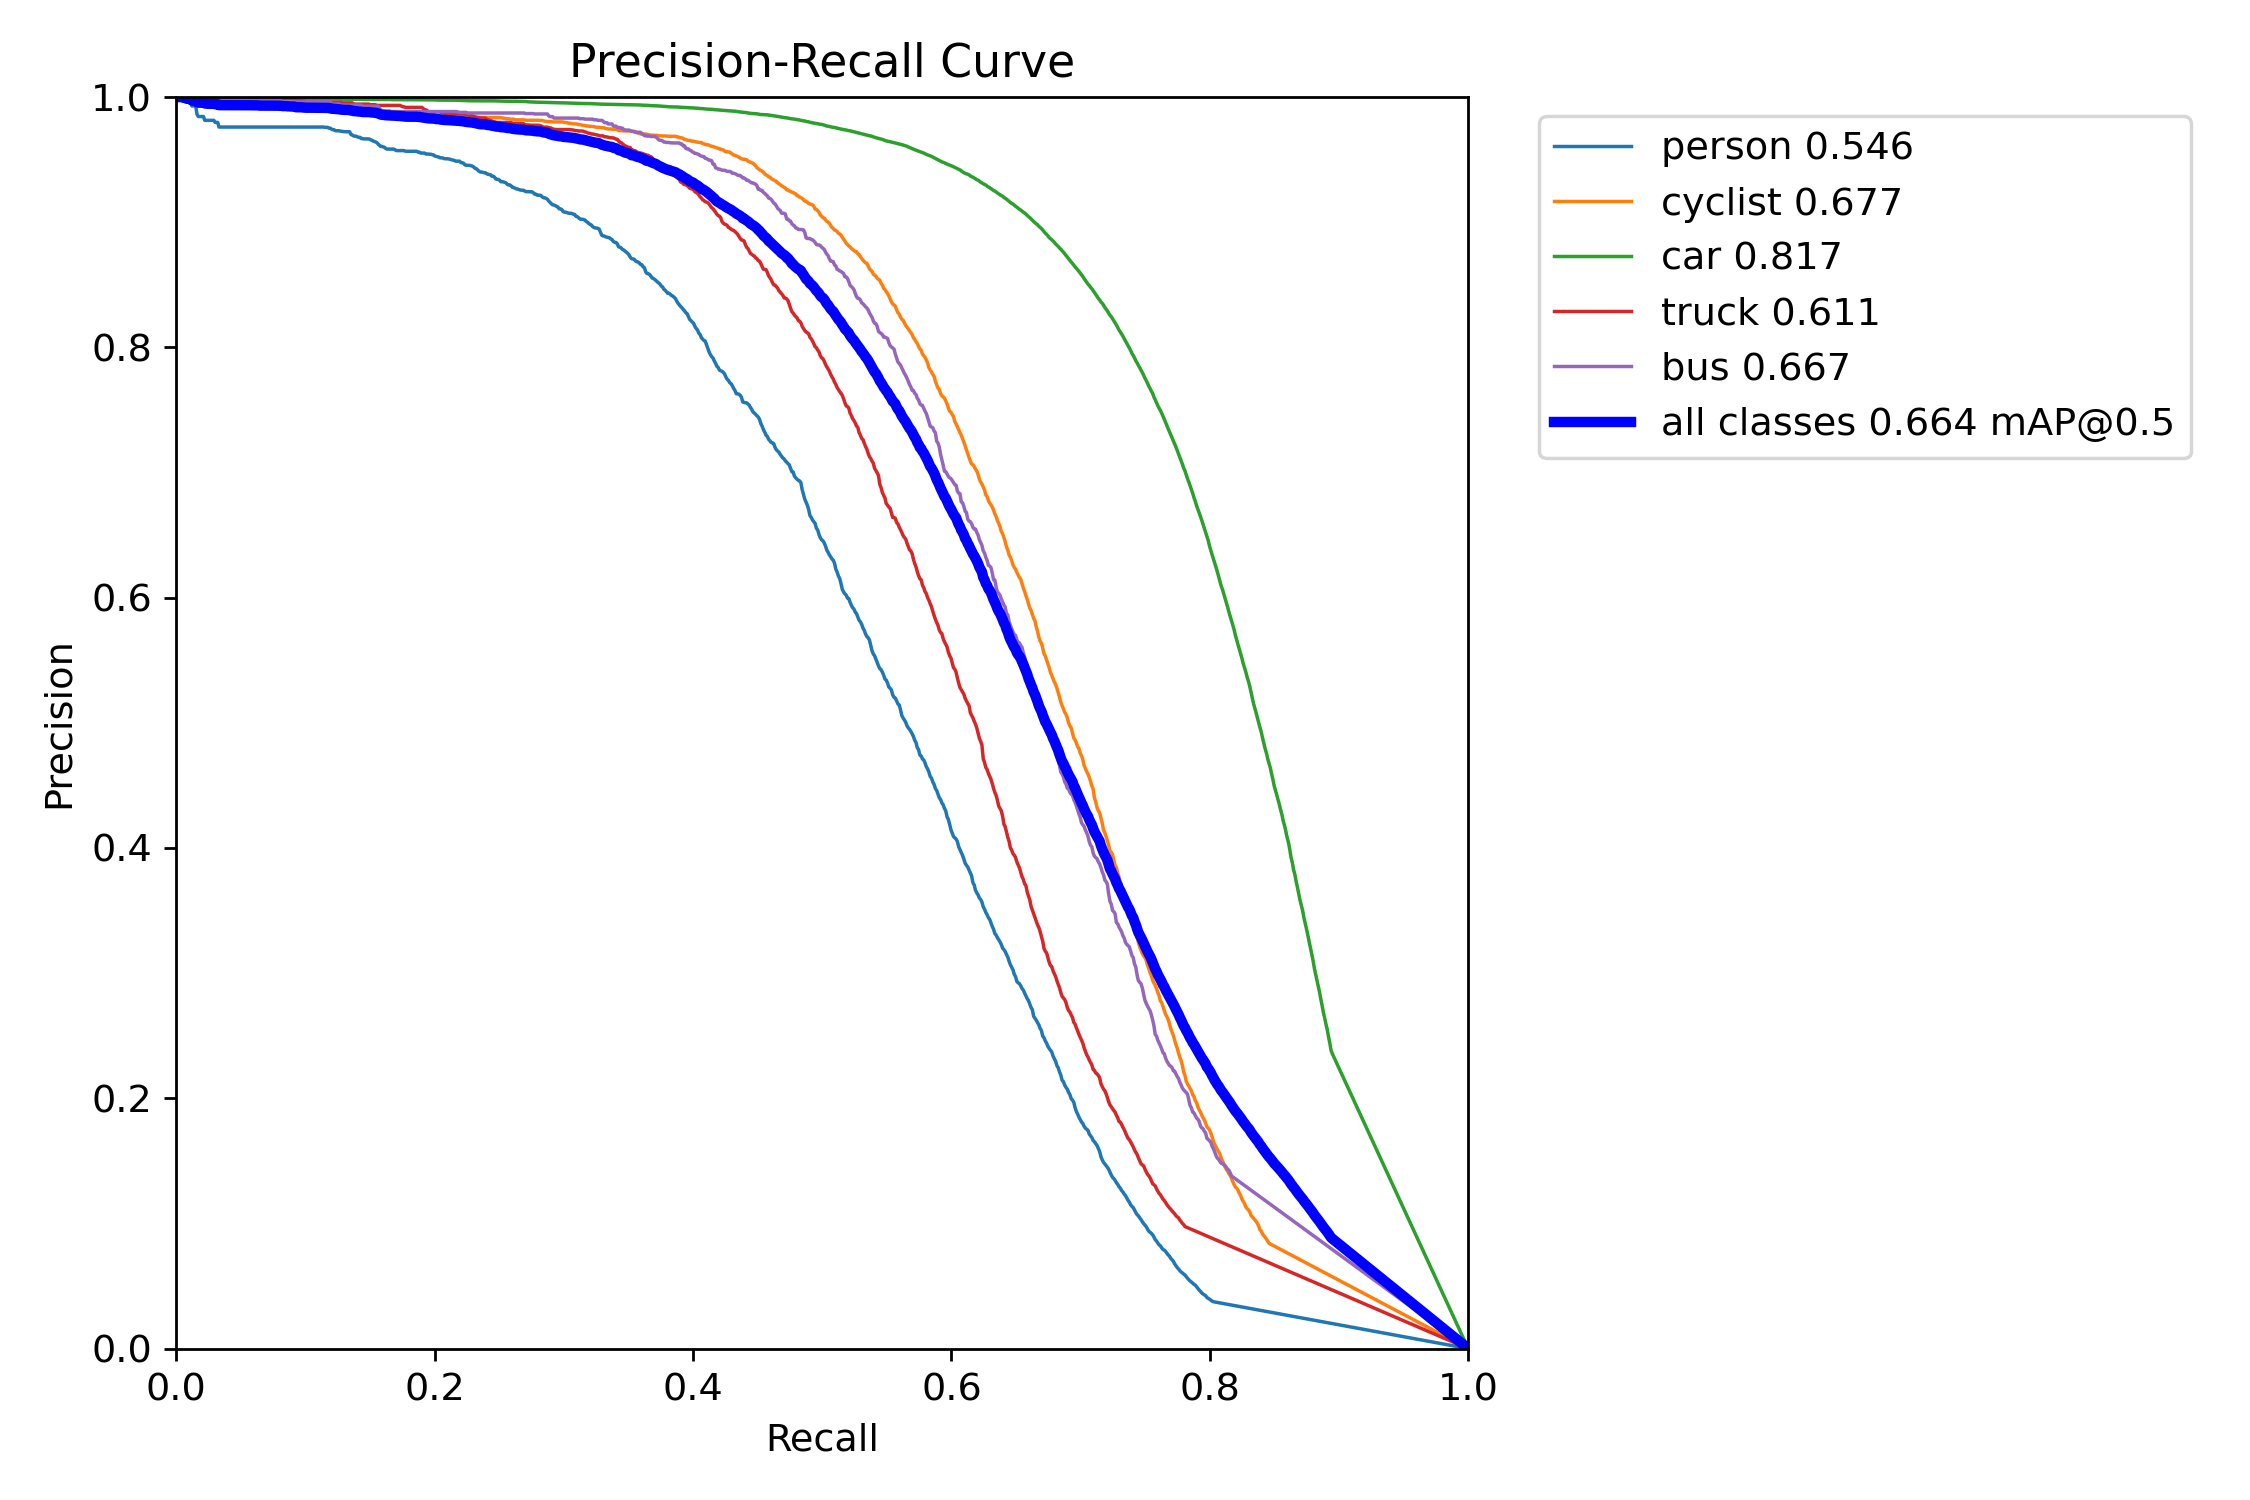 Precision-Recall Curve
1.0
0.8
0.6
0.4
0.2
0.0
Precision
0.0 0.2 0.4 0.6 0.8 1.0
Recall
person 0.546
cyclist 0.677
car 0.817
truck 0.611
bus 0.667
all classes 0.664 mAP@0.5